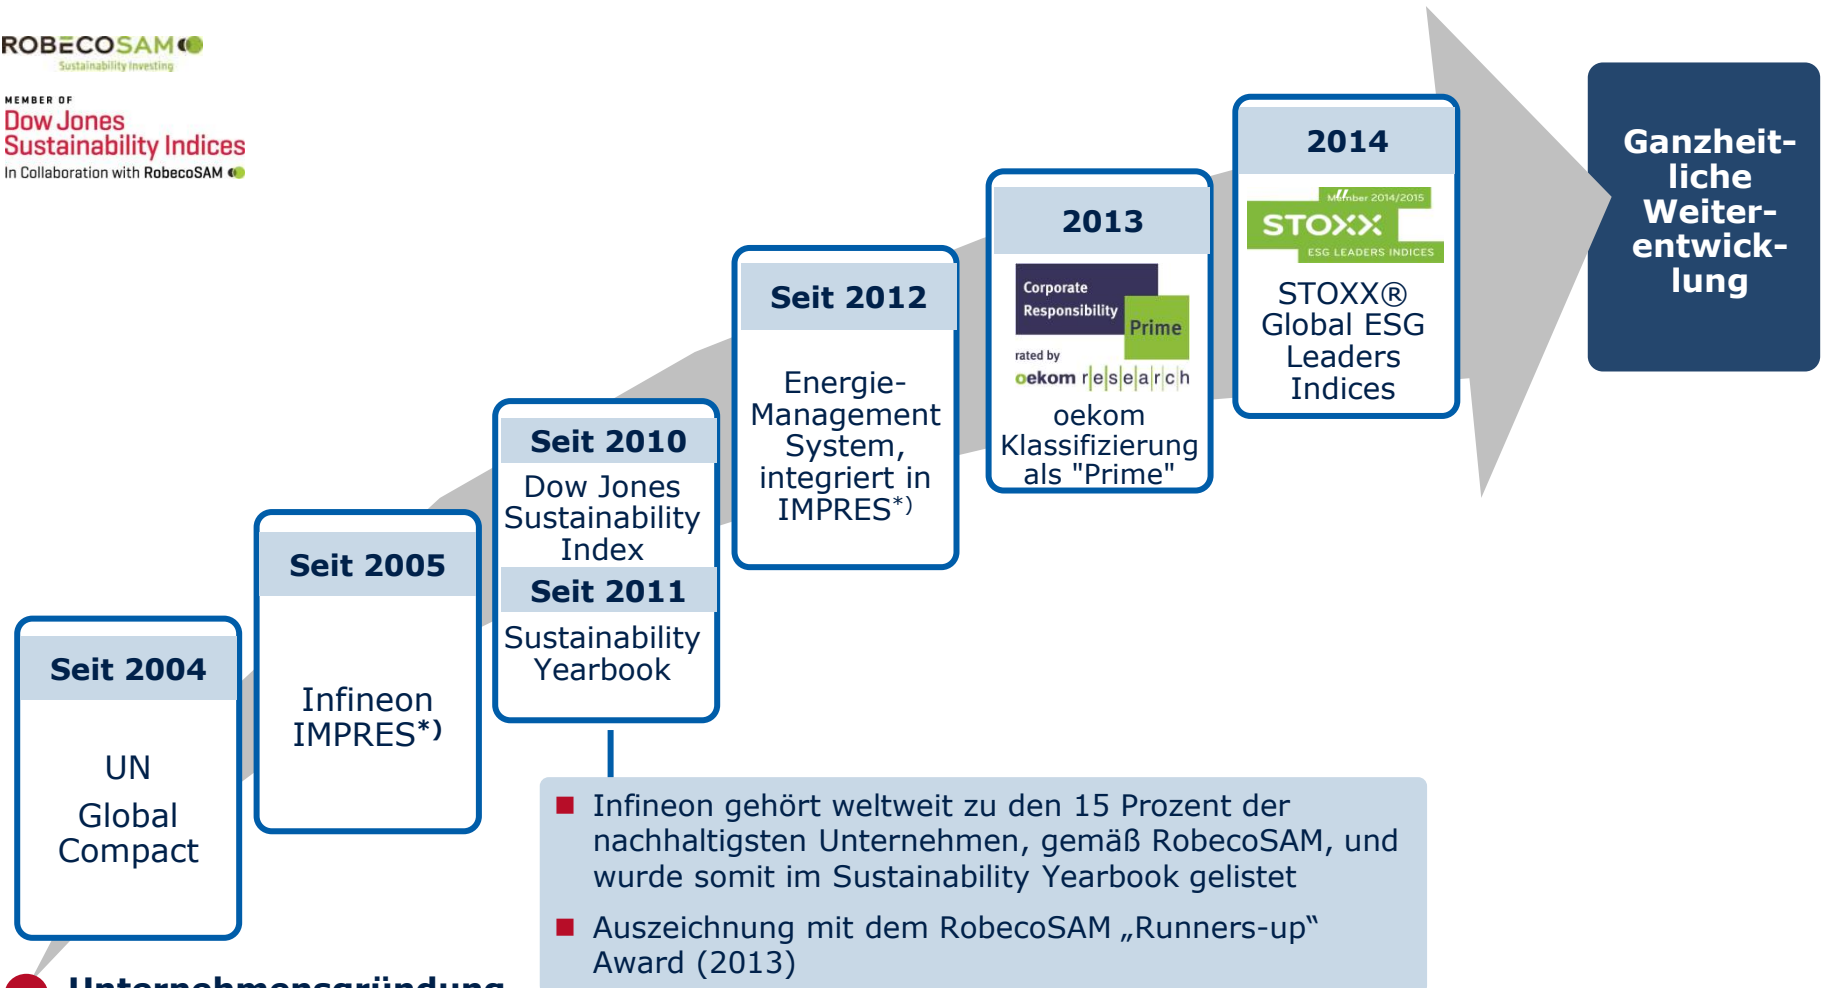 ROBECOSAM
Sustainability Investing
MEMBER OF
Dow Jones
Sustainability Indices
In Collaboration with RobecoSAM
Seit 2004
UN
Global
Compact
Seit 2005
Infineon
IMPRES*)
Seit 2010
Dow Jones
Sustainability
Index
Seit 2011
Sustainability
Yearbook
Seit 2012
Energie-
Management
System,
integriert in
IMPRES*)
2013
Corporate
Responsibility
Prime
rated by
oekom research
oekom
Klassifizierung
als "Prime"
2014
Member 2014/2015
STOXX
ESG LEADERS INDICES
STOXX®
Global ESG
Leaders
Indices
Ganzheit-
liche
Weiter-
entwick-
lung
Infineon gehört weltweit zu den 15 Prozent der
nachhaltigsten Unternehmen, gemäß RobecoSAM, und
wurde somit im Sustainability Yearbook gelistet
Auszeichnung mit dem RobecoSAM „Runners-up“
Award (2013)
Unternehmensgründung